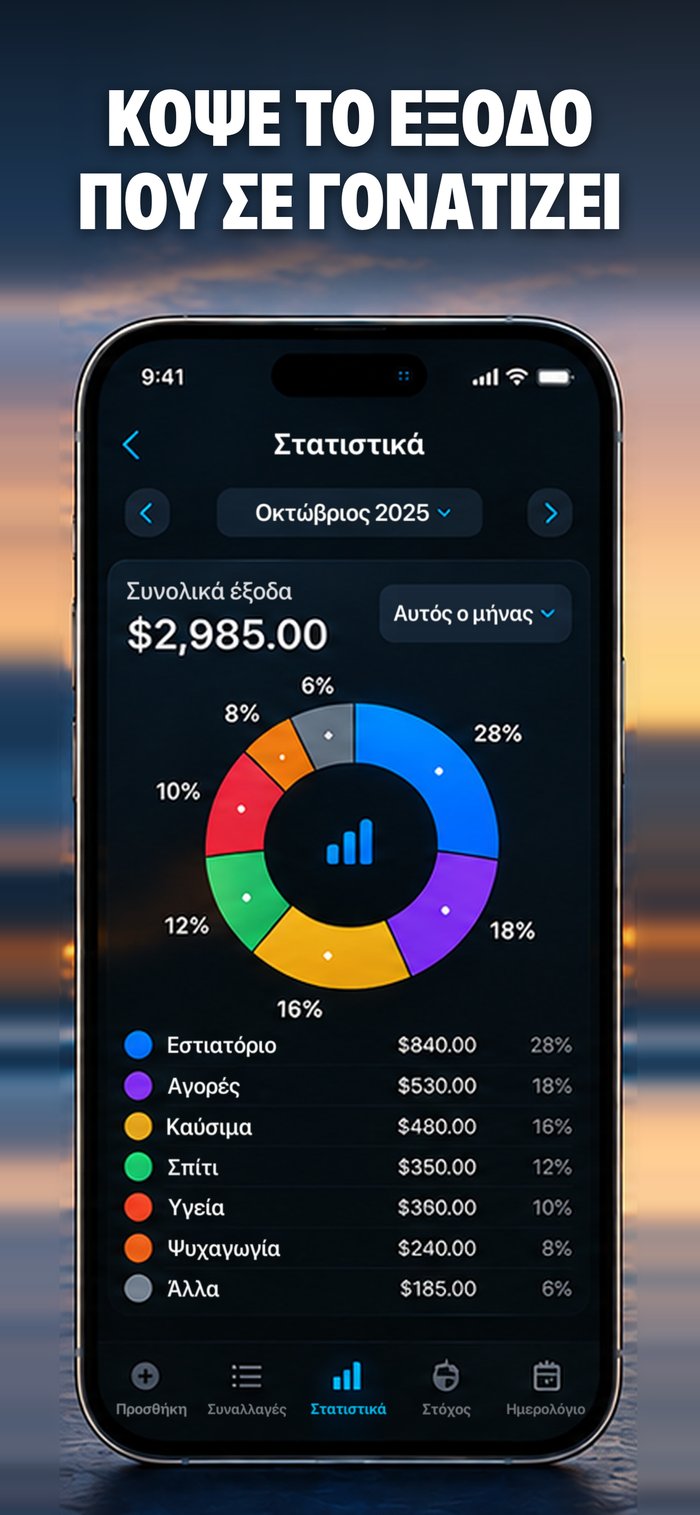 ΚΟΨΕ ΤΟ ΕΞΟΔΟ
ΠΟΥ ΣΕ ΓΟΝΑΤΙΖΕΙ
9:41
Στατιστικά
Οκτώβριος 2025
Συνολικά έξοδα
$2,985.00
Αυτός ο μήνας
6%
8%
28%
10%
12%
18%
16%
Εστιατόριο $840.00 28%
Αγορές $530.00 18%
Καύσιμα $480.00 16%
Σπίτι $350.00 12%
Υγεία $360.00 10%
Ψυχαγωγία $240.00 8%
Άλλα $185.00 6%
Προσθήκη Συναλλαγές Στατιστικά Στόχος Ημερολόγιο